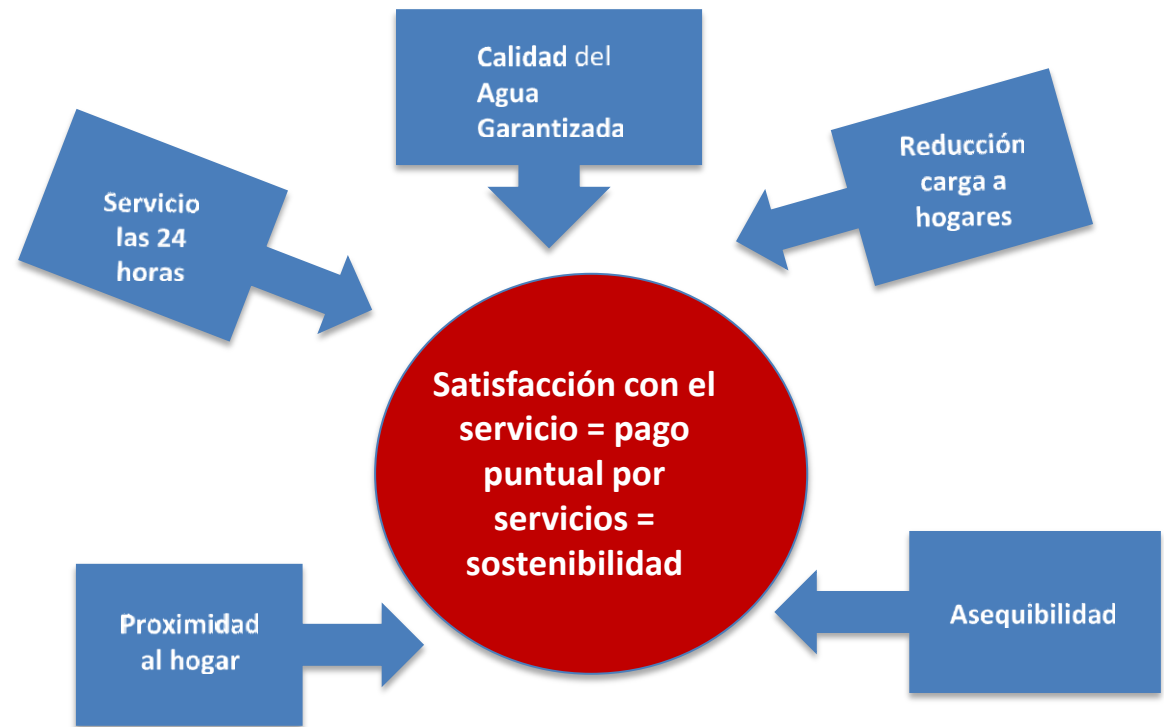 Calidad del
Agua
Garantizada
Servicio
las 24
horas
Reducción
carga a
hogares
Satisfacción con el
servicio = pago
puntual por
servicios =
sostenibilidad
Proximidad
al hogar
Asequibilidad